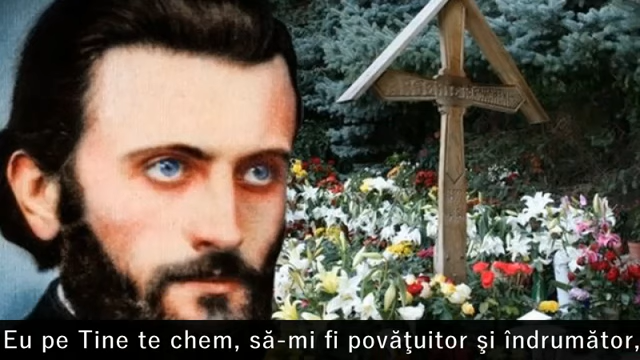 Eu pe Tine te chem, să-mi fi povăţuitor şi îndrumător,